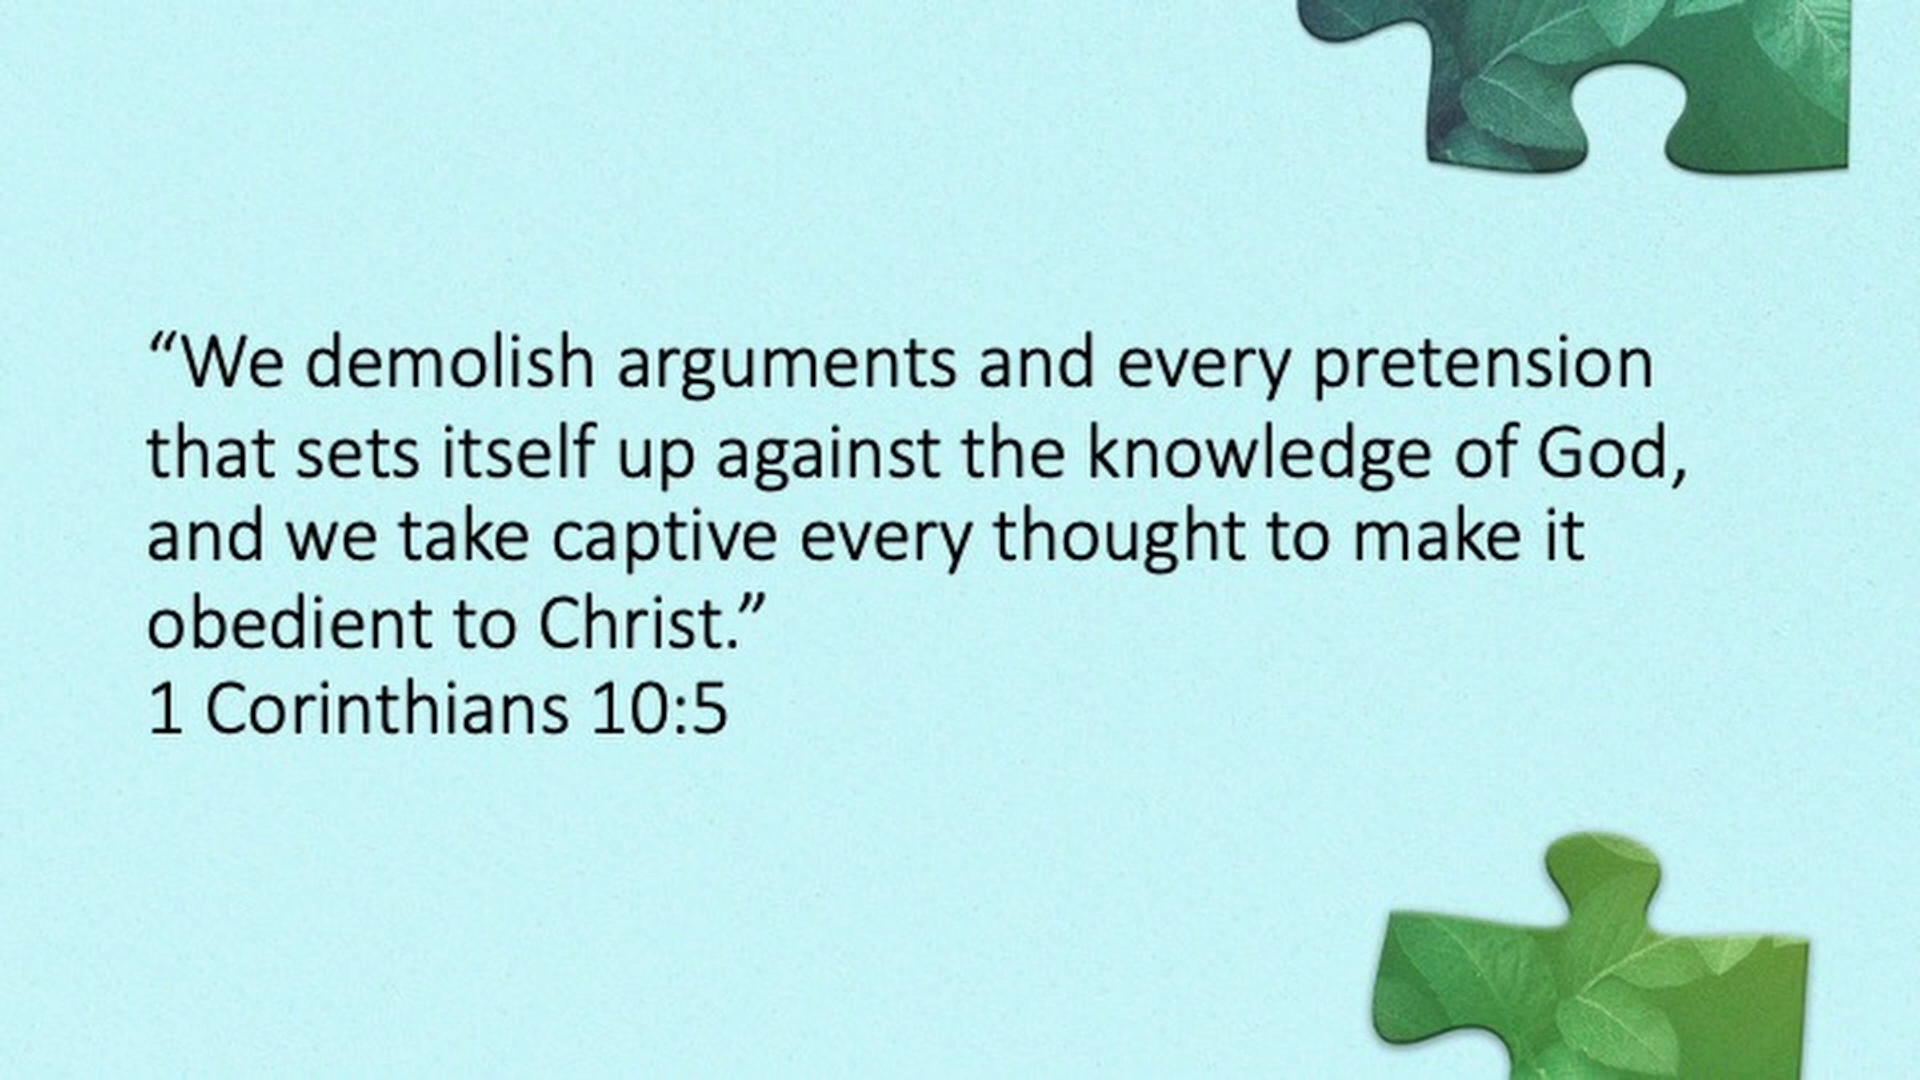 “We demolish arguments and every pretension
that sets itself up against the knowledge of God,
and we take captive every thought to make it
obedient to Christ.”
1 Corinthians 10:5